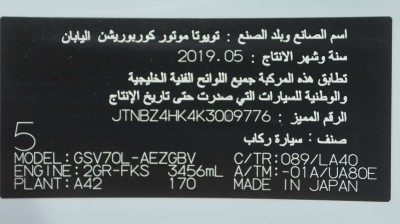 اسم الصانع وبلد الصنع : تويوتا موتور كوربوريشن اليابان
سنة وشهر الانتاج : 2019.05
تطابق هذه المركبة جميع اللوائح الفنية الخليجية
والوطنية للسيارات التي صدرت حتى تاريخ الإنتاج
الرقم المميز : JTNBZ4HK4K3009776
صنف : سيارة ركاب
5
MODEL:GSV70L-AEZGBV C/TR:089/LA40
ENGINE:2GR-FKS 3456mL A/TM:-01A/UA80E
PLANT:A42 170 MADE IN JAPAN